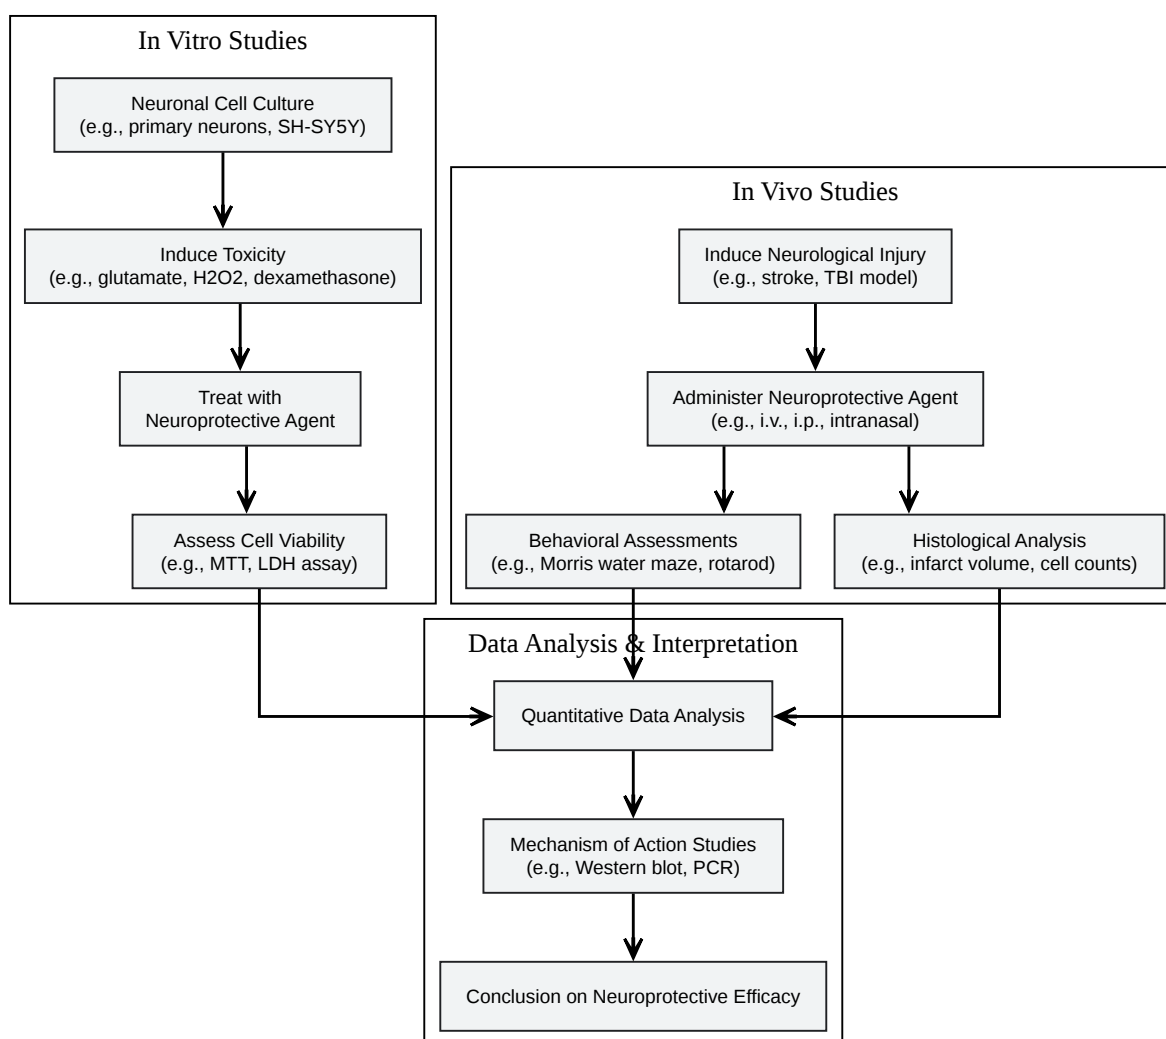 In Vitro Studies
Neuronal Cell Culture
(e.g., primary neurons, SH-SY5Y)
Induce Toxicity
(e.g., glutamate, H2O2, dexamethasone)
Treat with
Neuroprotective Agent
Assess Cell Viability
(e.g., MTT, LDH assay)
In Vivo Studies
Induce Neurological Injury
(e.g., stroke, TBI model)
Administer Neuroprotective Agent
(e.g., i.v., i.p., intranasal)
Behavioral Assessments
(e.g., Morris water maze, rotarod)
Histological Analysis
(e.g., infarct volume, cell counts)
Data Analysis & Interpretation
Quantitative Data Analysis
Mechanism of Action Studies
(e.g., Western blot, PCR)
Conclusion on Neuroprotective Efficacy